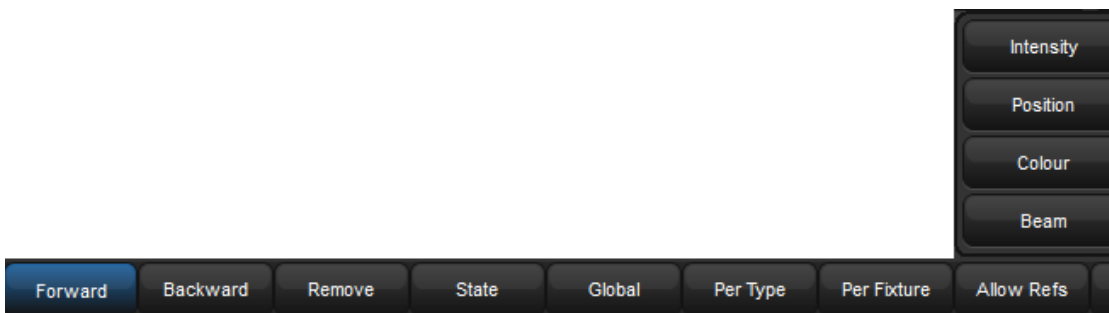 Intensity
Position
Colour
Beam
Forward Backward Remove State Global Per Type Per Fixture Allow Refs